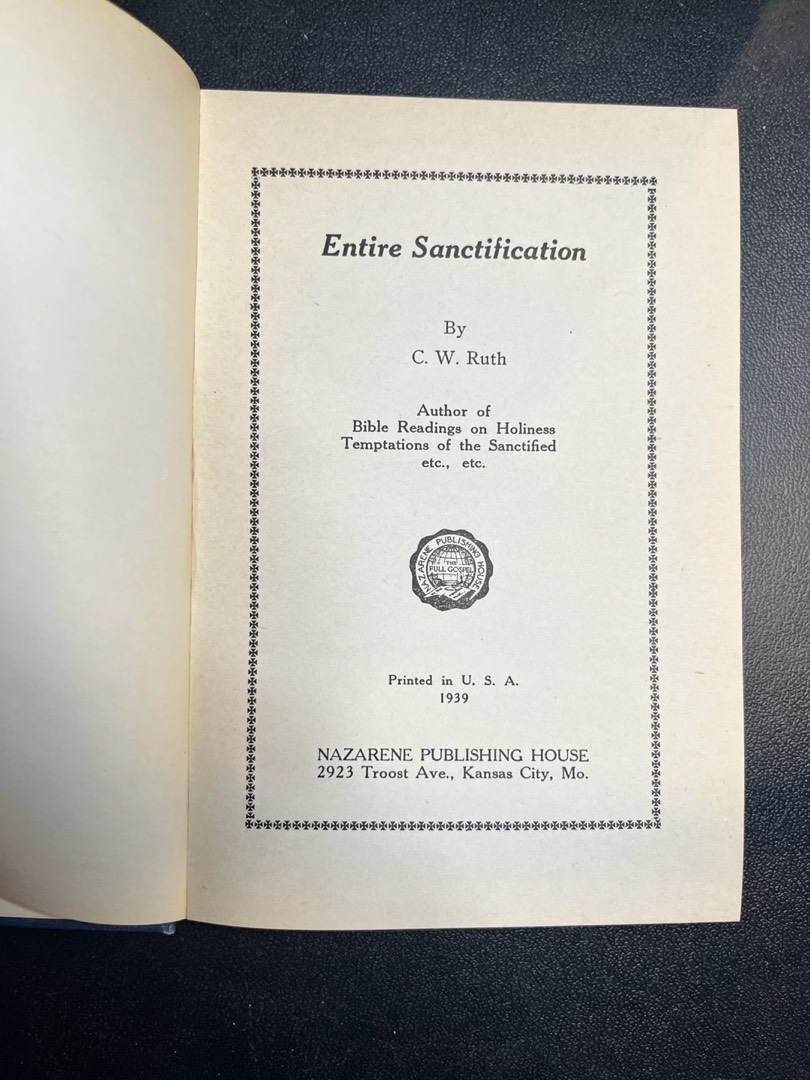 Entire Sanctification
By
C. W. Ruth
Author of
Bible Readings on Holiness
Temptations of the Sanctified
etc., etc.
NAZARENE PUBLISHING HOUSE
THE
FULL GOSPEL
Printed in U. S. A.
1939
NAZARENE PUBLISHING HOUSE
2923 Troost Ave., Kansas City, Mo.